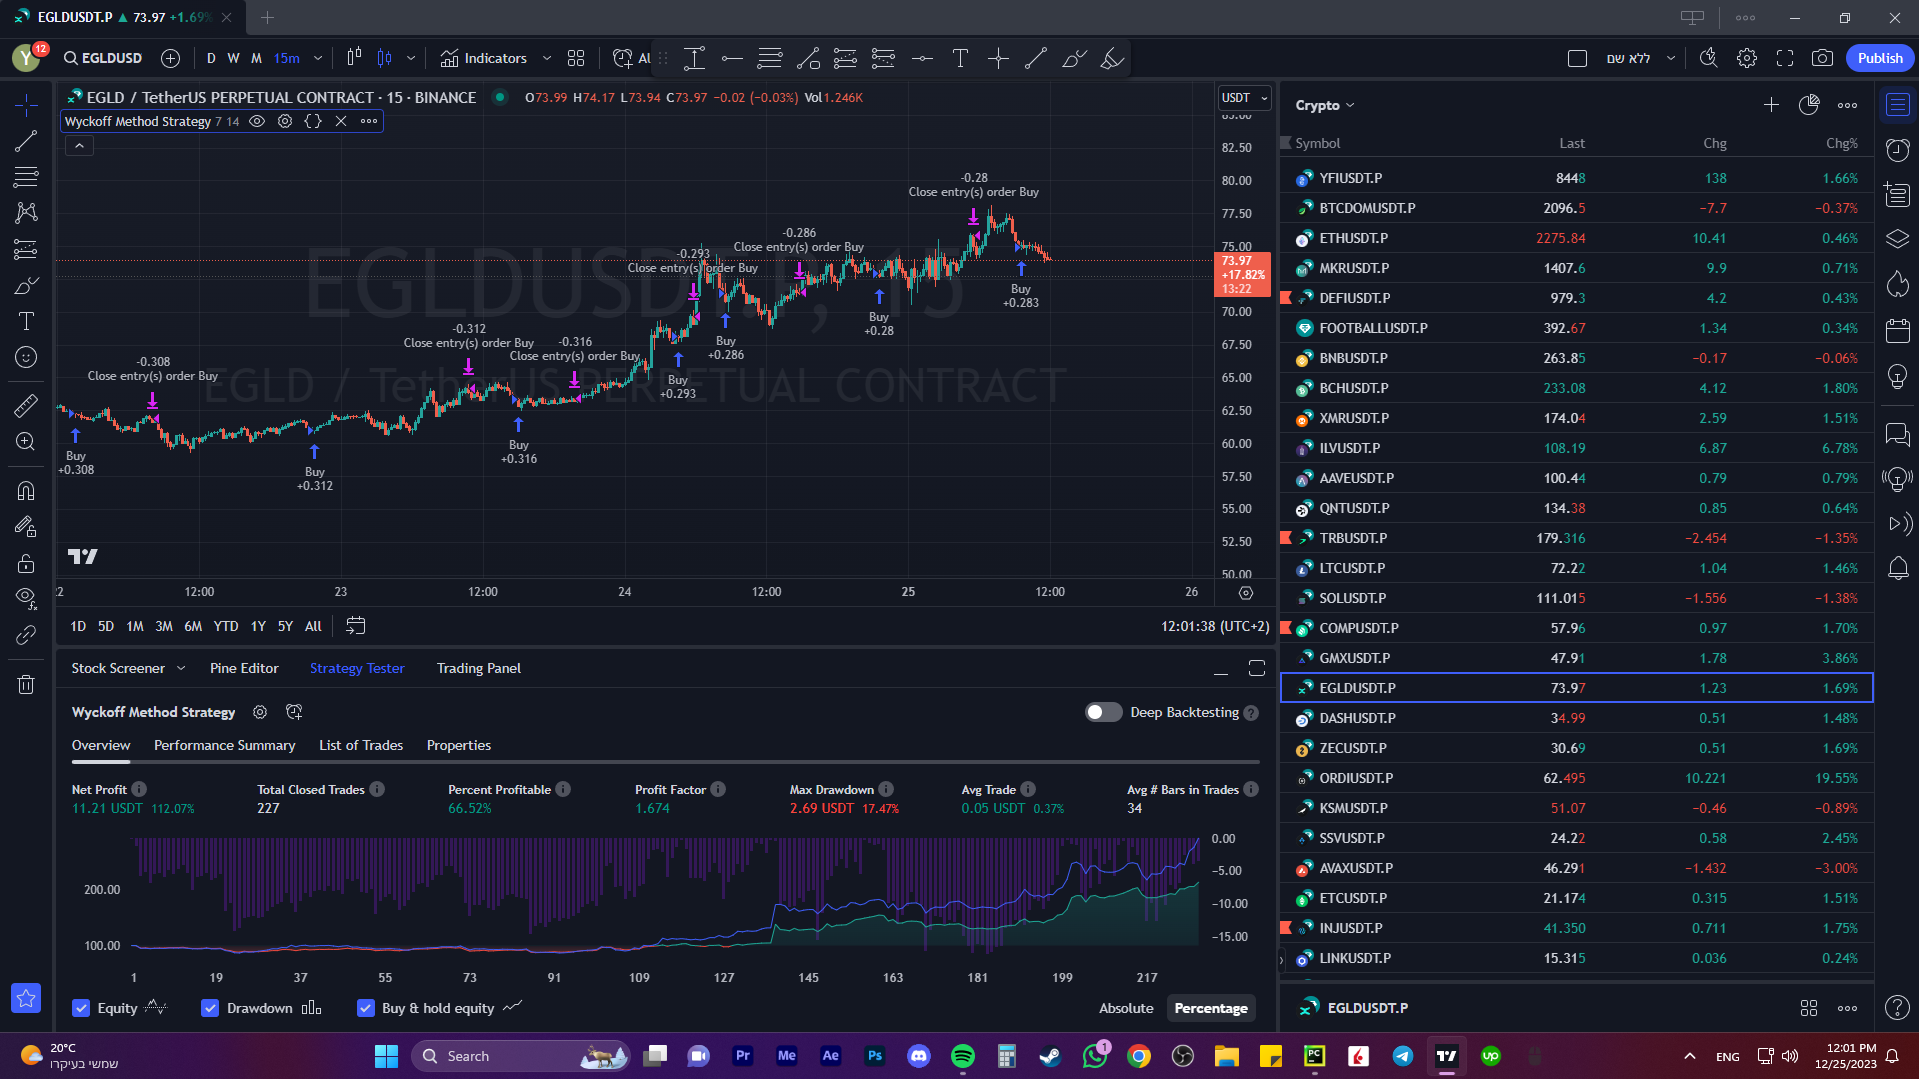 EGLDUSDT.P ▲ 73.97 +1.69%
Y 12 EGLDUSD D W M 15m Indicators Al T ללא שם Publish
EGLD / TetherUS PERPETUAL CONTRACT · 15 · BINANCE O73.99 H74.17 L73.94 C73.97 −0.02 (−0.03%) Vol1.246K
Wyckoff Method Strategy 7 14
USDT
85.00
82.50
80.00
77.50
75.00
73.97
+17.82%
13:22
70.00
67.50
65.00
62.50
60.00
57.50
55.00
52.50
50.00
EGLDUSDT.P, 15
EGLD / TetherUS PERPETUAL CONTRACT
-0.28
Close entry(s) order Buy
-0.286
Close entry(s) order Buy
-0.293
Close entry(s) order Buy
-0.312
Close entry(s) order Buy
-0.316
Close entry(s) order Buy
-0.308
Close entry(s) order Buy
Buy
+0.308
Buy
+0.312
Buy
+0.316
Buy
+0.293
Buy
+0.286
Buy
+0.28
Buy
+0.283
22 12:00 23 12:00 24 12:00 25 12:00 26
1D 5D 1M 3M 6M YTD 1Y 5Y All 12:01:38 (UTC+2)
Stock Screener Pine Editor Strategy Tester Trading Panel
Wyckoff Method Strategy Deep Backtesting
Overview Performance Summary List of Trades Properties
Net Profit Total Closed Trades Percent Profitable Profit Factor Max Drawdown Avg Trade Avg # Bars in Trades
11.21 USDT 112.07% 227 66.52% 1.674 2.69 USDT 17.47% 0.05 USDT 0.37% 34
200.00
100.00
0.00
−5.00
−10.00
−15.00
1 19 37 55 73 91 109 127 145 163 181 199 217
Equity Drawdown Buy & hold equity Absolute Percentage
Crypto
Symbol Last Chg Chg%
YFIUSDT.P 8448 138 1.66%
BTCDOMUSDT.P 2096.5 −7.7 −0.37%
ETHUSDT.P 2275.84 10.41 0.46%
MKRUSDT.P 1407.6 9.9 0.71%
DEFIUSDT.P 979.3 4.2 0.43%
FOOTBALLUSDT.P 392.67 1.34 0.34%
BNBUSDT.P 263.85 −0.17 −0.06%
BCHUSDT.P 233.08 4.12 1.80%
XMRUSDT.P 174.04 2.59 1.51%
ILVUSDT.P 108.19 6.87 6.78%
AAVEUSDT.P 100.44 0.79 0.79%
QNTUSDT.P 134.38 0.85 0.64%
TRBUSDT.P 179.316 −2.454 −1.35%
LTCUSDT.P 72.22 1.04 1.46%
SOLUSDT.P 111.015 −1.556 −1.38%
COMPUSDT.P 57.96 0.97 1.70%
GMXUSDT.P 47.91 1.78 3.86%
EGLDUSDT.P 73.97 1.23 1.69%
DASHUSDT.P 34.99 0.51 1.48%
ZECUSDT.P 30.69 0.51 1.69%
ORDIUSDT.P 62.495 10.221 19.55%
KSMUSDT.P 51.07 −0.46 −0.89%
SSVUSDT.P 24.22 0.58 2.45%
AVAXUSDT.P 46.291 −1.432 −3.00%
ETCUSDT.P 21.174 0.315 1.51%
INJUSDT.P 41.350 0.711 1.75%
LINKUSDT.P 15.315 0.036 0.24%
EGLDUSDT.P
20°C
שמשי בעיקרו
Search Pr Me Ae Ps 1 PC up ENG
12:01 PM
12/25/2023